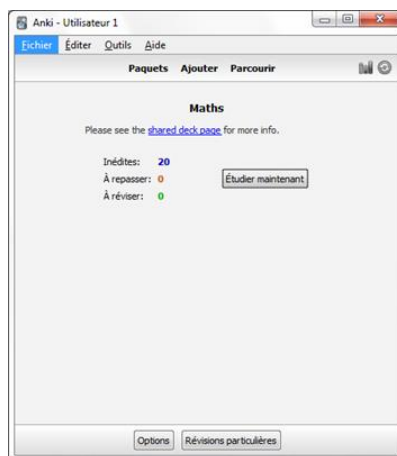 Anki - Utilisateur 1
Fichier Éditer Outils Aide
Paquets Ajouter Parcourir
Maths
Please see the shared deck page for more info.
Inédites: 20
À repasser: 0
Étudier maintenant
À réviser: 0
Options Révisions particulières